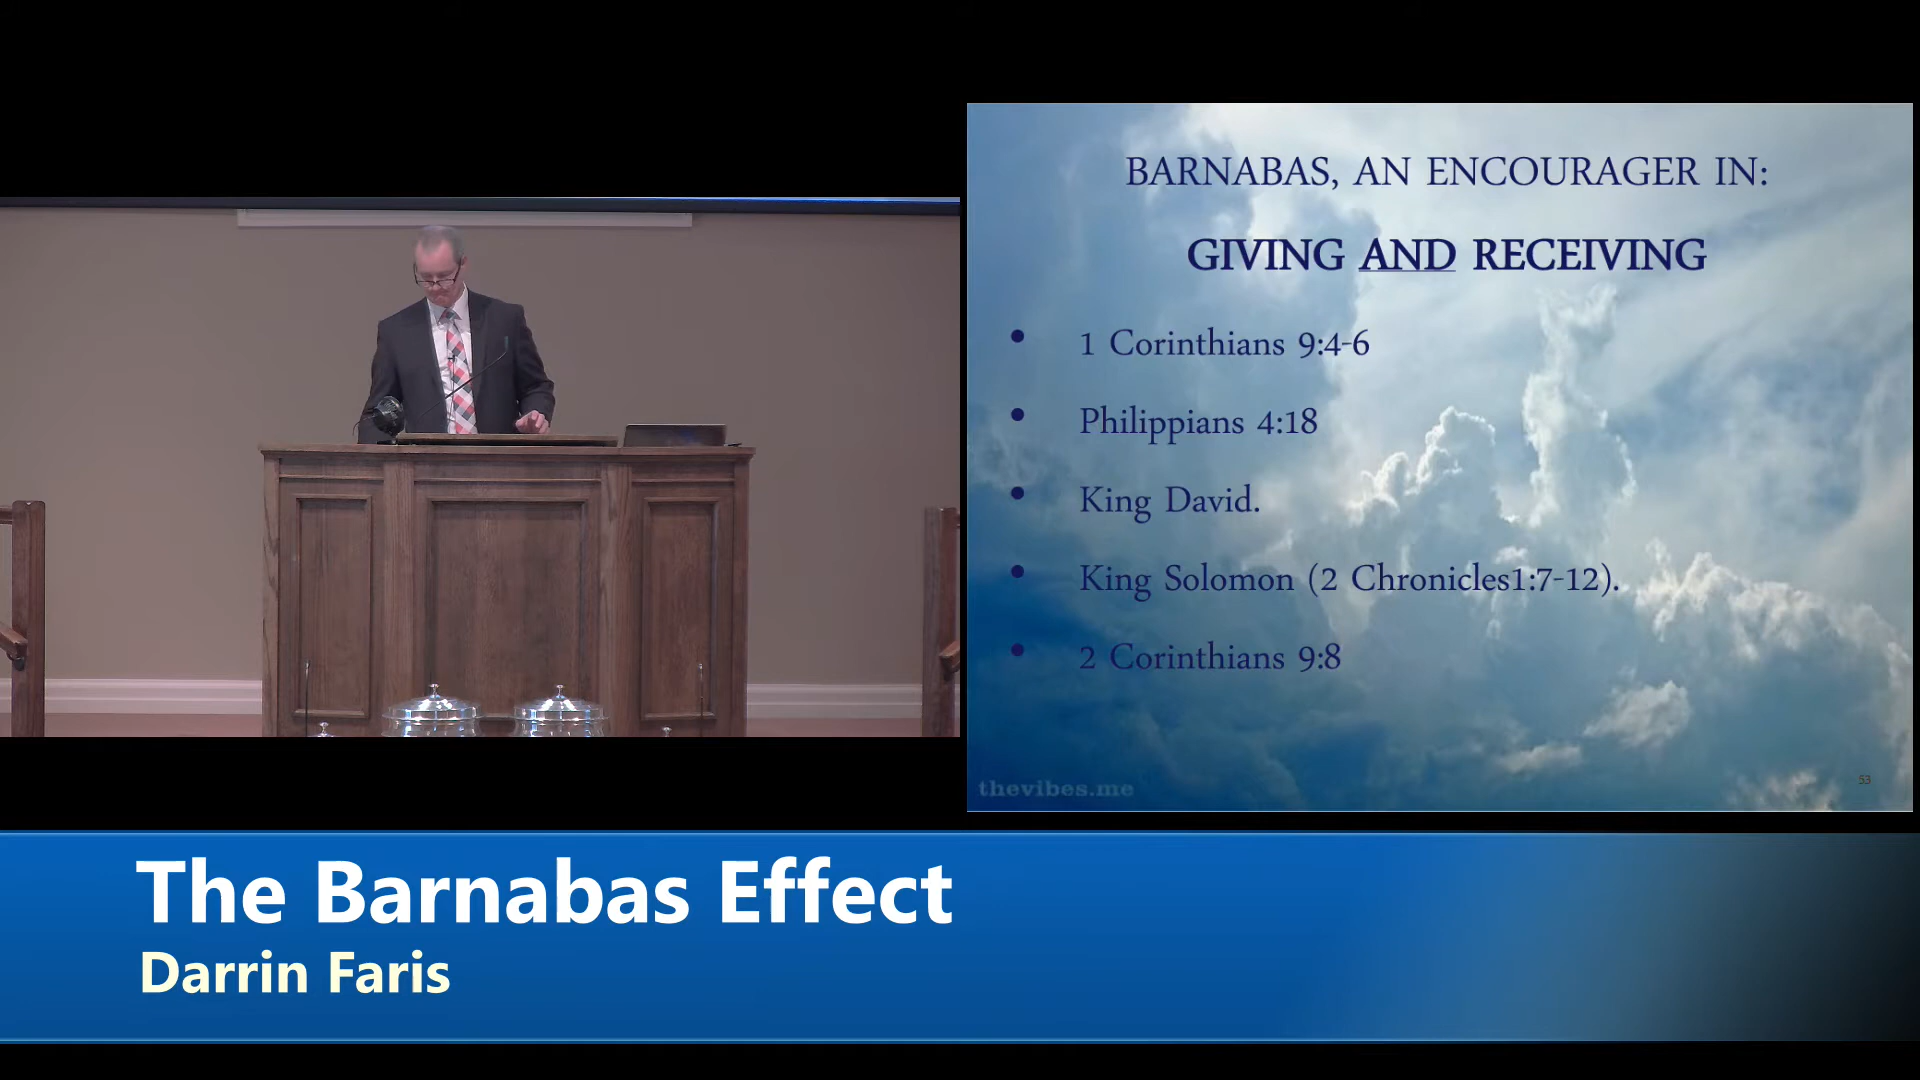 BARNABAS, AN ENCOURAGER IN:
GIVING AND RECEIVING
• 1 Corinthians 9:4-6
• Philippians 4:18
• King David.
• King Solomon (2 Chronicles1:7-12).
• 2 Corinthians 9:8
thevibes.me
53
The Barnabas Effect
Darrin Faris